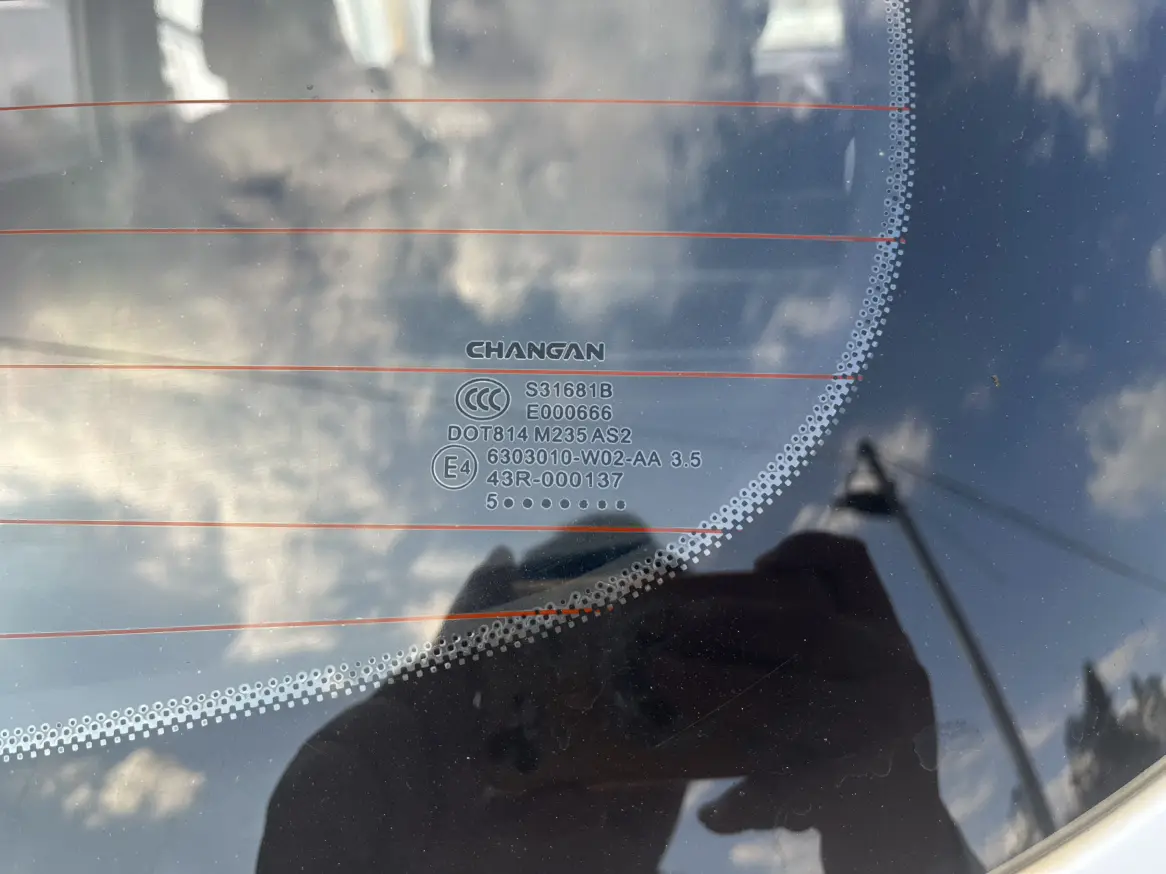 CHANGAN
CCC S31681B
E000666
DOT814 M235 AS2
E4 6303010-W02-AA 3.5
43R-000137
5●●●●●●●